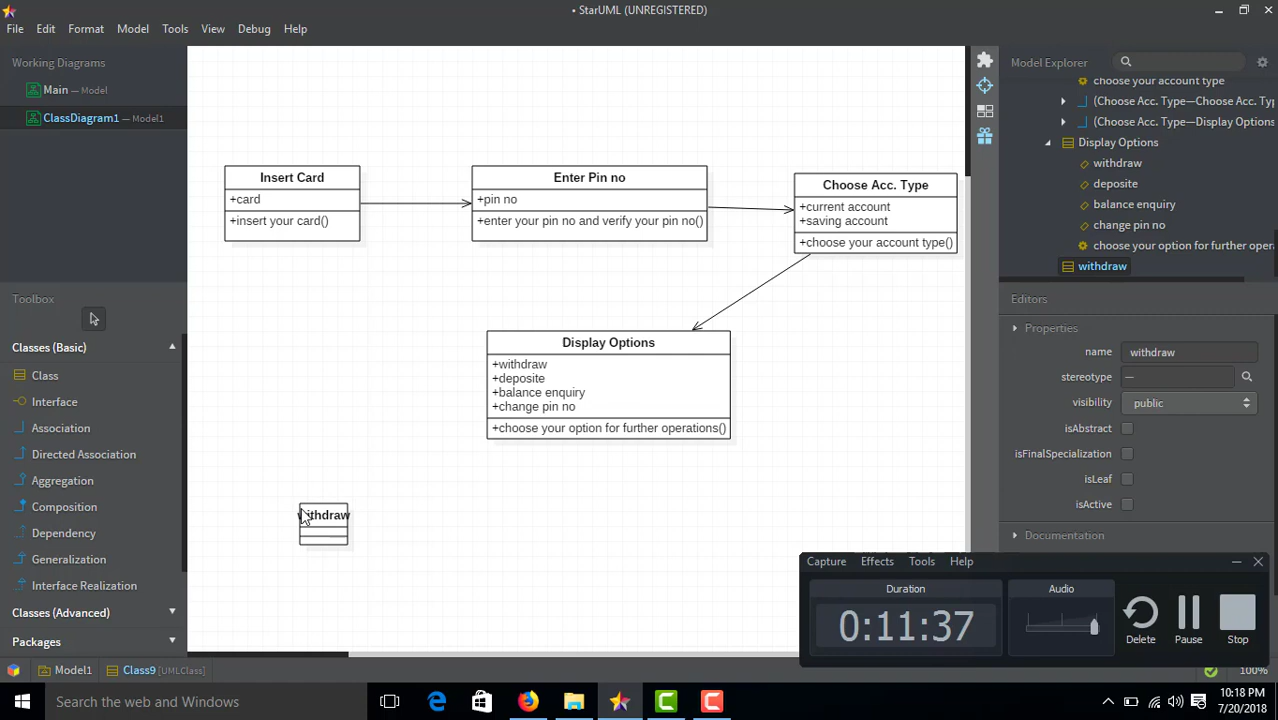 • StarUML (UNREGISTERED)
File Edit Format Model Tools View Debug Help
Working Diagrams
Main — Model
ClassDiagram1 — Model1
Toolbox
Classes (Basic)
Class
Interface
Association
Directed Association
Aggregation
Composition
Dependency
Generalization
Interface Realization
Classes (Advanced)
Packages
Insert Card
+card
+insert your card()
Enter Pin no
+pin no
+enter your pin no and verify your pin no()
Choose Acc. Type
+current account
+saving account
+choose your account type()
Display Options
+withdraw
+deposite
+balance enquiry
+change pin no
+choose your option for further operations()
withdraw
Model Explorer
choose your account type
(Choose Acc. Type—Choose Acc. Typ
(Choose Acc. Type—Display Options
Display Options
withdraw
deposite
balance enquiry
change pin no
choose your option for further oper
withdraw
Editors
Properties
name withdraw
stereotype —
visibility public
isAbstract
isFinalSpecialization
isLeaf
isActive
Documentation
Capture Effects Tools Help
Duration
0:11:37
Audio
Delete Pause Stop
Model1 Class9 [UMLClass]
100%
Search the web and Windows
10:18 PM
7/20/2018